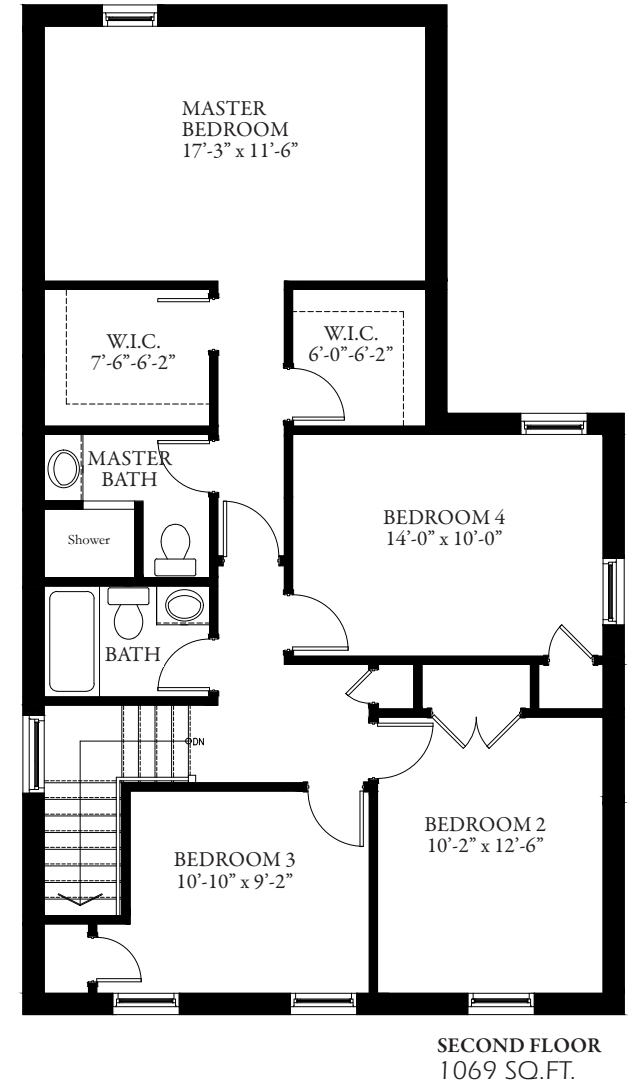 MASTER
BEDROOM
17’-3” x 11’-6”
W.I.C.
7’-6”-6’-2”
W.I.C.
6’-0”-6’-2”
MASTER
BATH
Shower
BEDROOM 4
14’-0” x 10’-0”
BATH
DN
BEDROOM 2
10’-2” x 12’-6”
BEDROOM 3
10’-10” x 9’-2”
SECOND FLOOR
1069 SQ.FT.